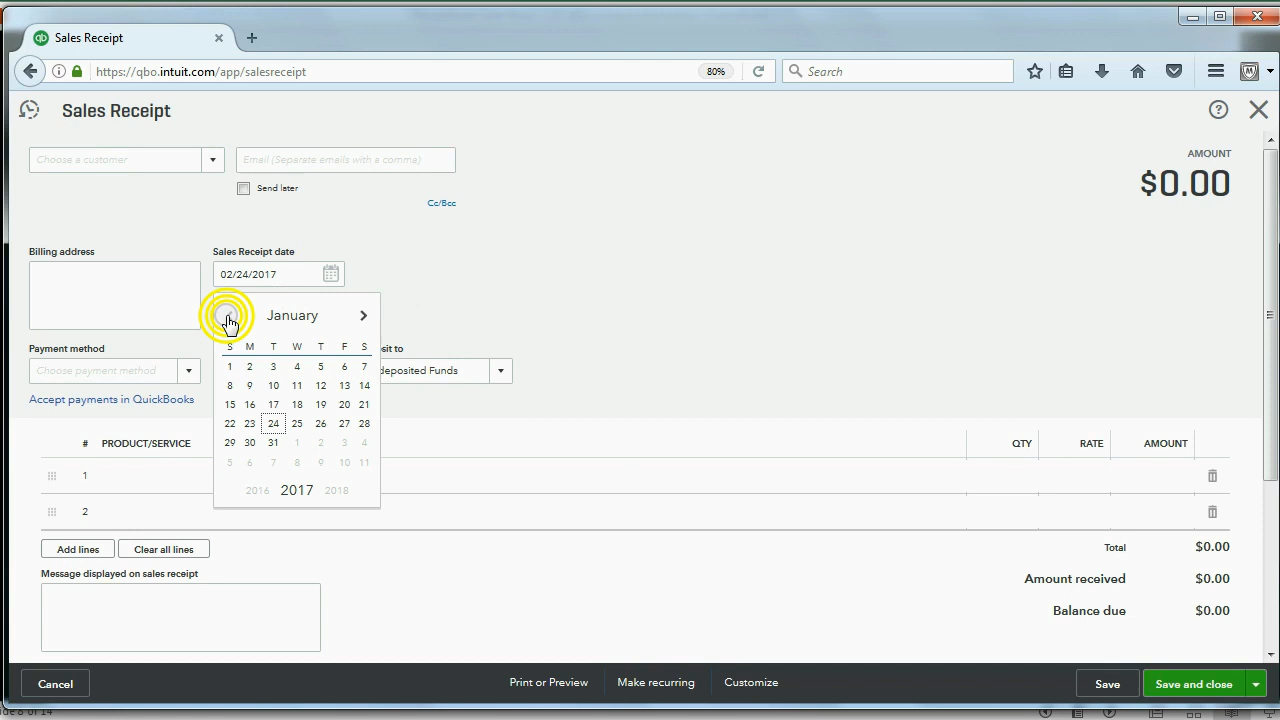 Sales Receipt
https://qbo.intuit.com/app/salesreceipt
80%
Search
Sales Receipt
Choose a customer
Email (Separate emails with a comma)
AMOUNT
$0.00
Send later
Cc/Bcc
Billing address
Sales Receipt date
02/24/2017
January
S M T W T F S
1 2 3 4 5 6 7
8 9 10 11 12 13 14
15 16 17 18 19 20 21
22 23 24 25 26 27 28
29 30 31 1 2 3 4
5 6 7 8 9 10 11
2016 2017 2018
Payment method
Choose payment method
deposited Funds
Accept payments in QuickBooks
# PRODUCT/SERVICE QTY RATE AMOUNT
1
2
Add lines
Clear all lines
Total $0.00
Message displayed on sales receipt
Amount received $0.00
Balance due $0.00
Cancel
Print or Preview
Make recurring
Customize
Save
Save and close
of 14